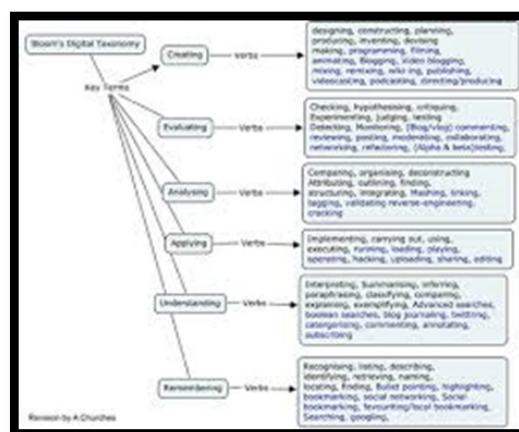 Bloom's Digital Taxonomy
Key Terms
Creating
Verbs
designing, constructing, planning,
producing, inventing, devising
making, programming, filming,
animating, Blogging, video blogging,
mixing, remixing, wiki ing, publishing,
videocasting, podcasting, directing/producing
Evaluating
Verbs
Checking, hypothesising, critiquing,
Experimenting, judging, testing
Detecting, Monitoring, (Blog/vlog) commenting,
reviewing, posting, moderating, collaborating,
networking, refactoring, (Alpha & beta)testing,
Analysing
Verbs
Comparing, organising, deconstructing
Attributing, outlining, finding,
structuring, integrating, Mashing, linking,
tagging, validating reverse-engineering,
cracking
Applying
Verbs
Implementing, carrying out, using,
executing, running, loading, playing,
operating, hacking, uploading, sharing, editing
Understanding
Verbs
Interpreting, Summarising, inferring,
paraphrasing, classifying, comparing,
explaining, exemplifying, Advanced searches,
boolean searches, blog journaling, twittering,
catergorising, commenting, annotating,
subscribing
Remembering
Verbs
Recognising, listing, describing,
identifying, retrieving, naming,
locating, finding, Bullet pointing, highlighting,
bookmarking, social networking, Social
bookmarking, favouriting/local bookmarking,
Searching, googling,
Revision by A Churches